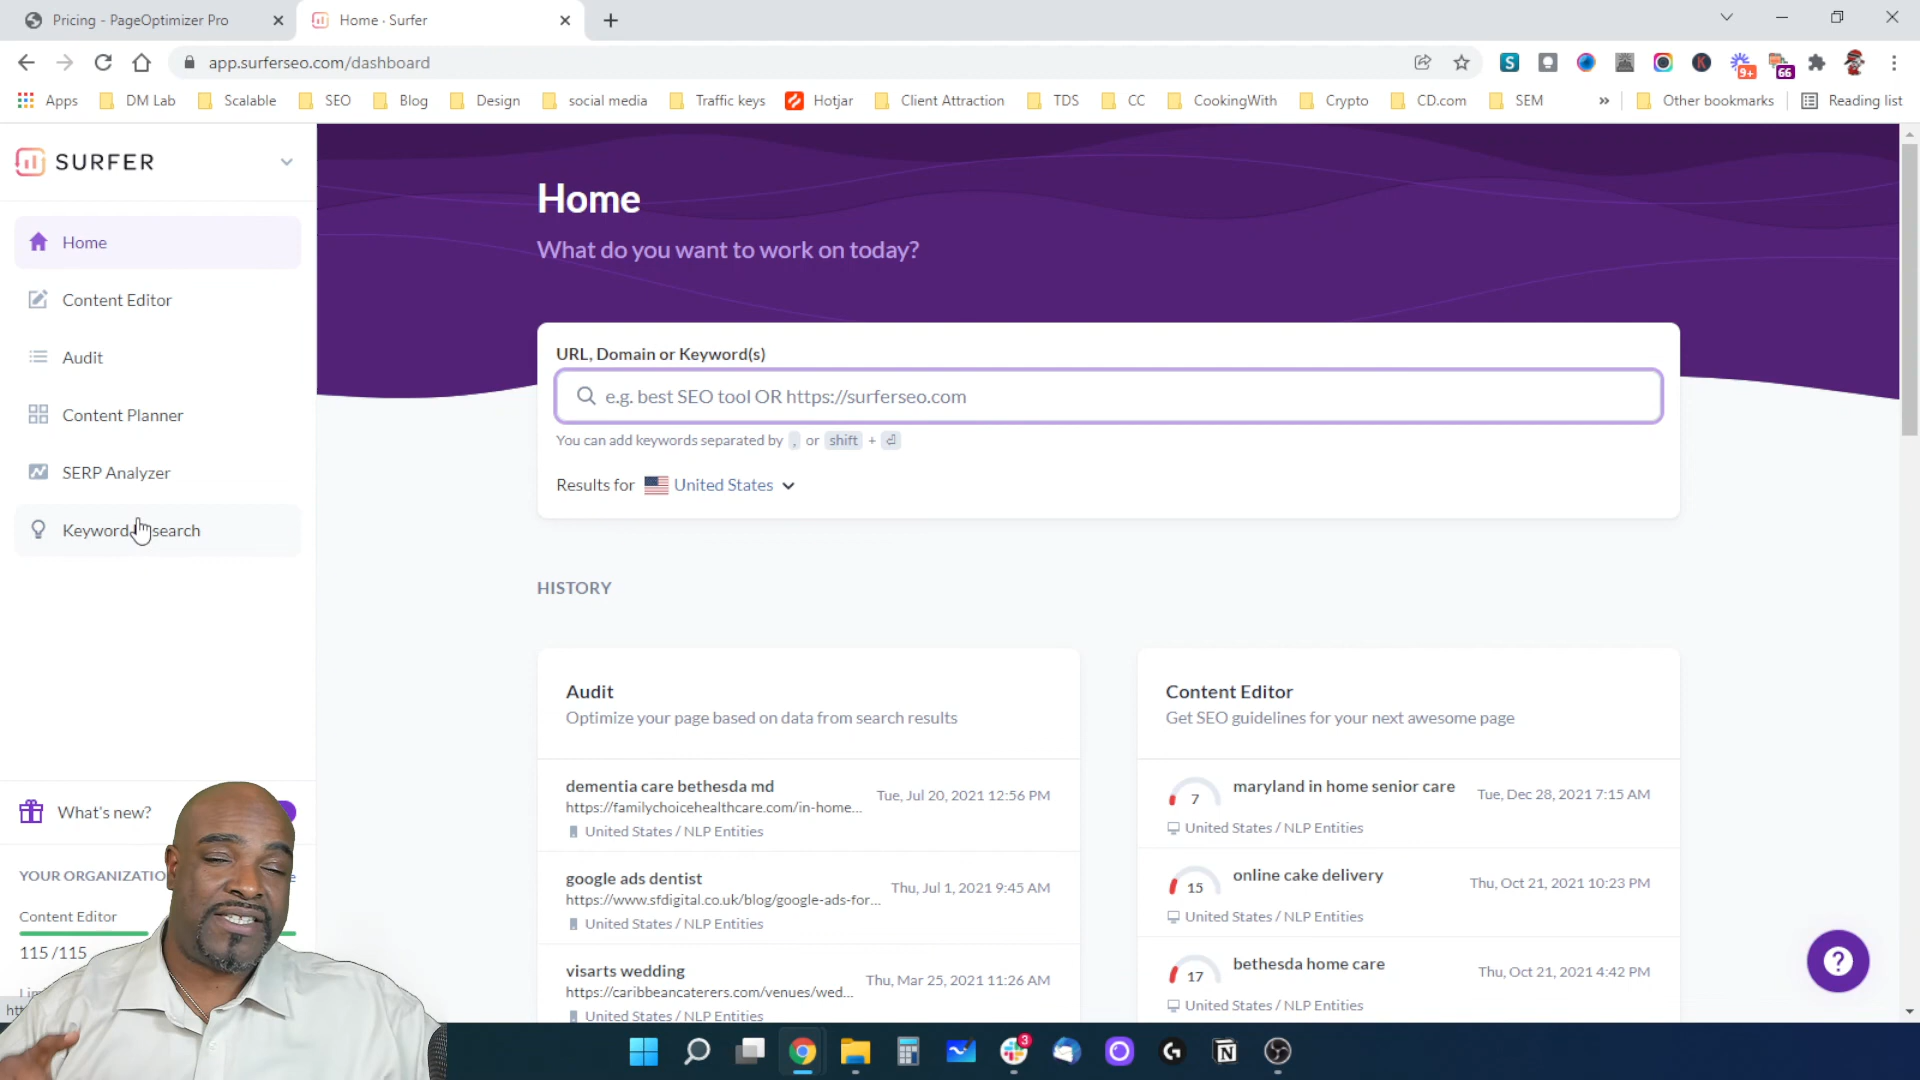 Pricing - PageOptimizer Pro
Home · Surfer
app.surferseo.com/dashboard
9+
66
Apps
DM Lab
Scalable
SEO
Blog
Design
social media
Traffic keys
Hotjar
Client Attraction
TDS
CC
CookingWith
Crypto
CD.com
SEM
»
Other bookmarks
Reading list
SURFER
Home
Content Editor
Audit
Content Planner
SERP Analyzer
Keyword
search
What's new?
YOUR ORGANIZATIO
Content Editor
115 /115
Home
What do you want to work on today?
URL, Domain or Keyword(s)
e.g. best SEO tool OR https://surferseo.com
You can add keywords separated by , or shift + ⏎
Results for United States
HISTORY
Audit
Optimize your page based on data from search results
dementia care bethesda md
https://familychoicehealthcare.com/in-home...
Tue, Jul 20, 2021 12:56 PM
United States / NLP Entities
google ads dentist
https://www.sfdigital.co.uk/blog/google-ads-for...
Thu, Jul 1, 2021 9:45 AM
United States / NLP Entities
visarts wedding
https://caribbeancaterers.com/venues/wed...
Thu, Mar 25, 2021 11:26 AM
United States / NLP Entities
Content Editor
Get SEO guidelines for your next awesome page
7
maryland in home senior care
Tue, Dec 28, 2021 7:15 AM
United States / NLP Entities
15
online cake delivery
Thu, Oct 21, 2021 10:23 PM
United States / NLP Entities
17
bethesda home care
Thu, Oct 21, 2021 4:42 PM
United States / NLP Entities
?
3